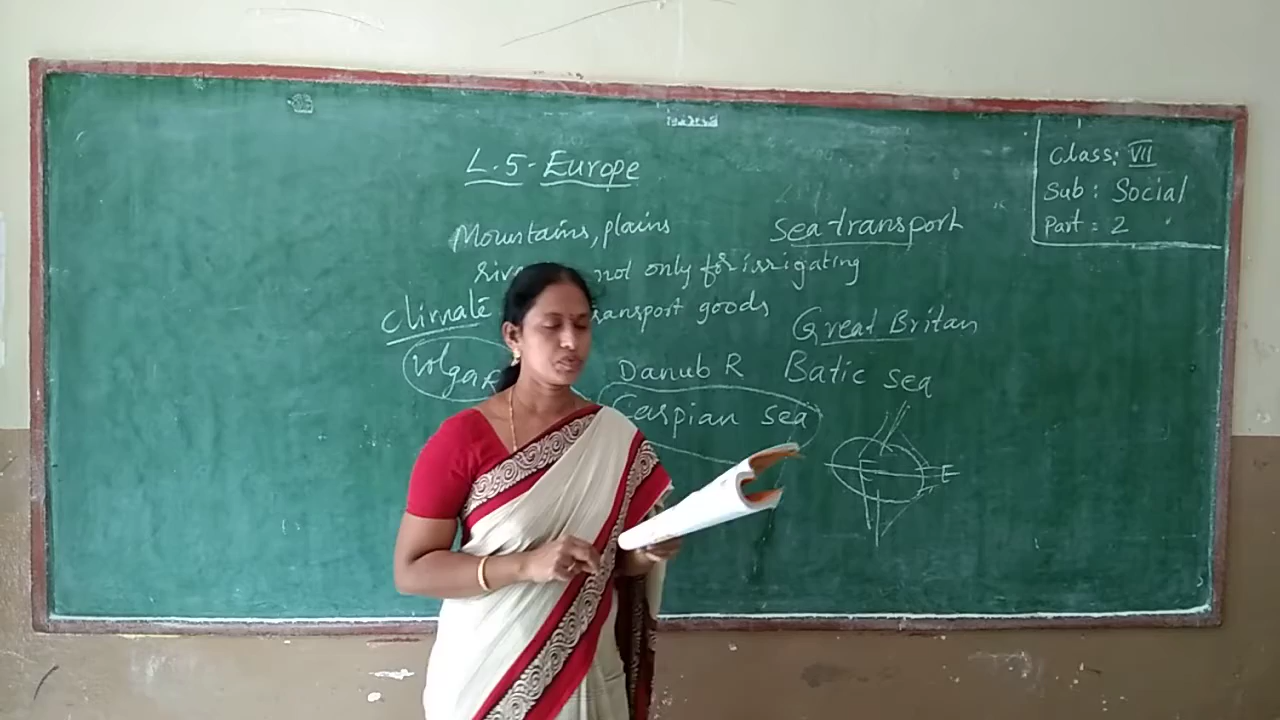 L.5-Europe
Class: VII
Sub: Social
Part = 2
Mountains, plains
Sea transport
not only for irrigating
climate
transport goods
Great Britan
volga R
Danub R
Batic sea
Caspian sea
E